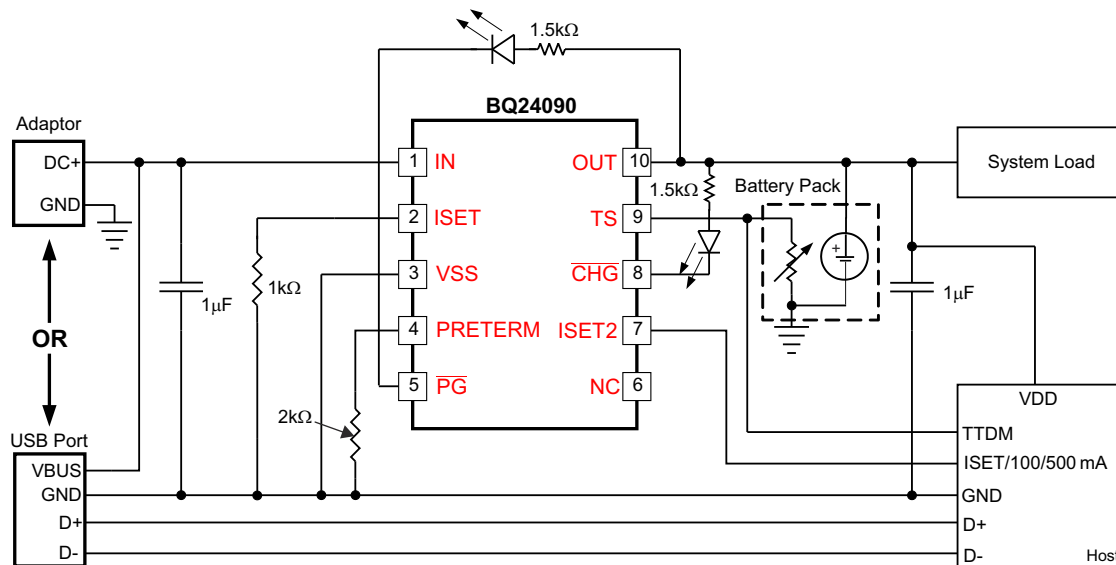 1.5kΩ
BQ24090
Adaptor
DC+
GND
1 IN
2 ISET
3 VSS
4 PRETERM
5 PG
OUT 10
TS 9
CHG 8
ISET2 7
NC 6
1.5kΩ
Battery Pack
+
System Load
1μF
1kΩ
2kΩ
1μF
OR
USB Port
VBUS
GND
D+
D-
VDD
TTDM
ISET/100/500 mA
GND
D+
D-
Host